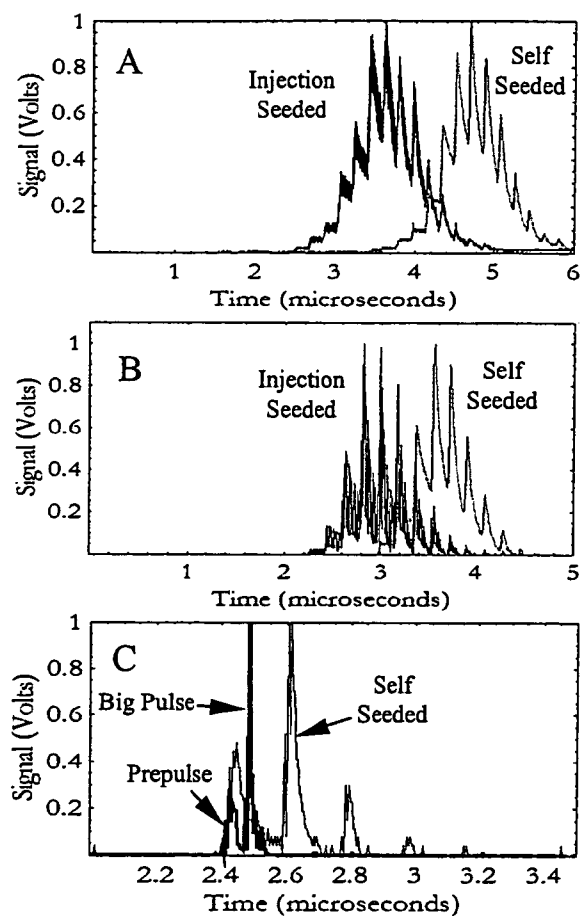 A
Injection
Seeded
Self
Seeded
Signal (Volts)
1
0.8
0.6
0.4
0.2
1 2 3 4 5 6
Time (microseconds)
B
Injection
Seeded
Self
Seeded
Signal (Volts)
1
0.8
0.6
0.4
0.2
1 2 3 4 5
Time (microseconds)
C
Big Pulse
Prepulse
Self
Seeded
Signal (Volts)
1
0.8
0.6
0.4
0.2
2.2 2.4 2.6 2.8 3 3.2 3.4
Time (microseconds)